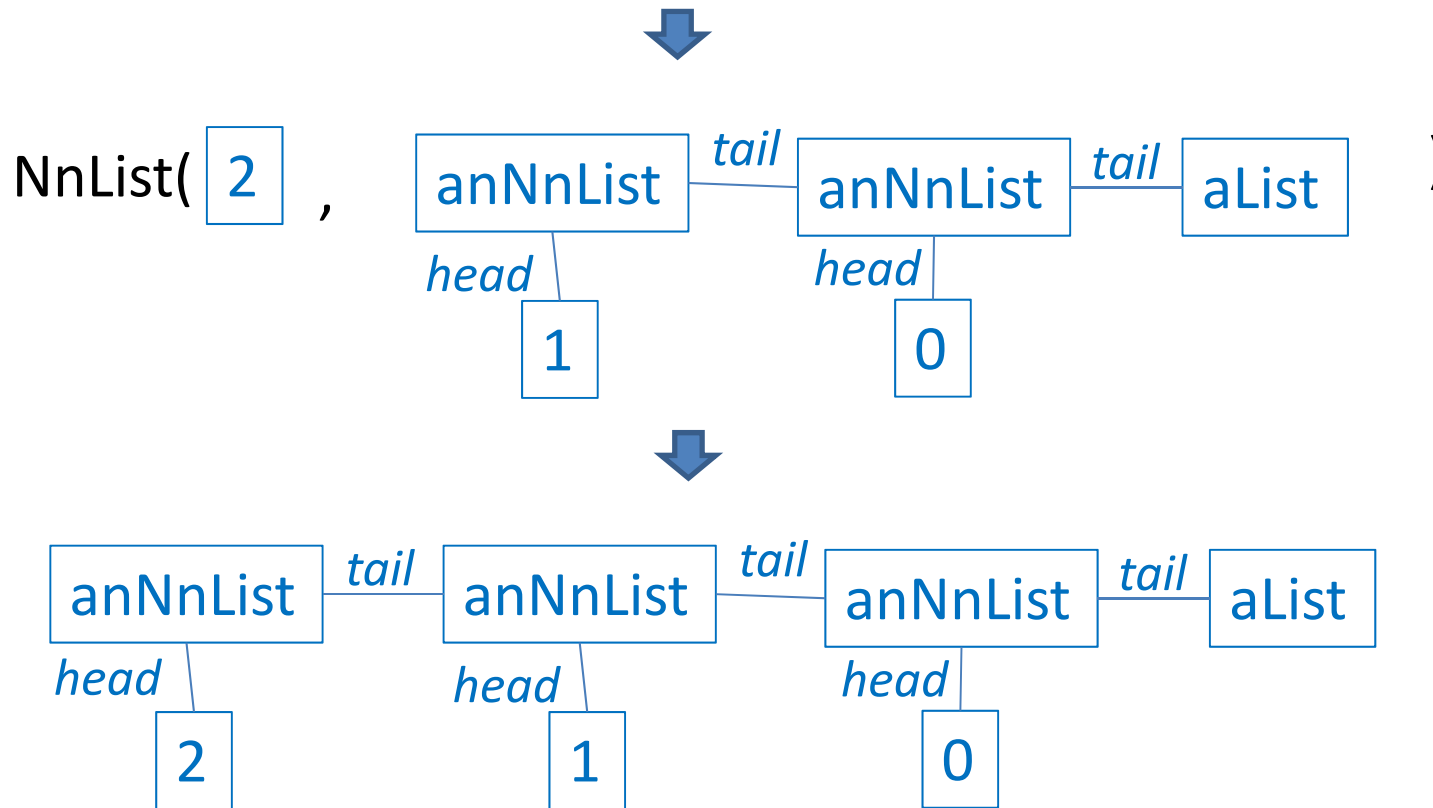 NnList( 2 , anNnList tail anNnList tail aList )
head head
1 0
anNnList tail anNnList tail anNnList tail aList
head head head
2 1 0